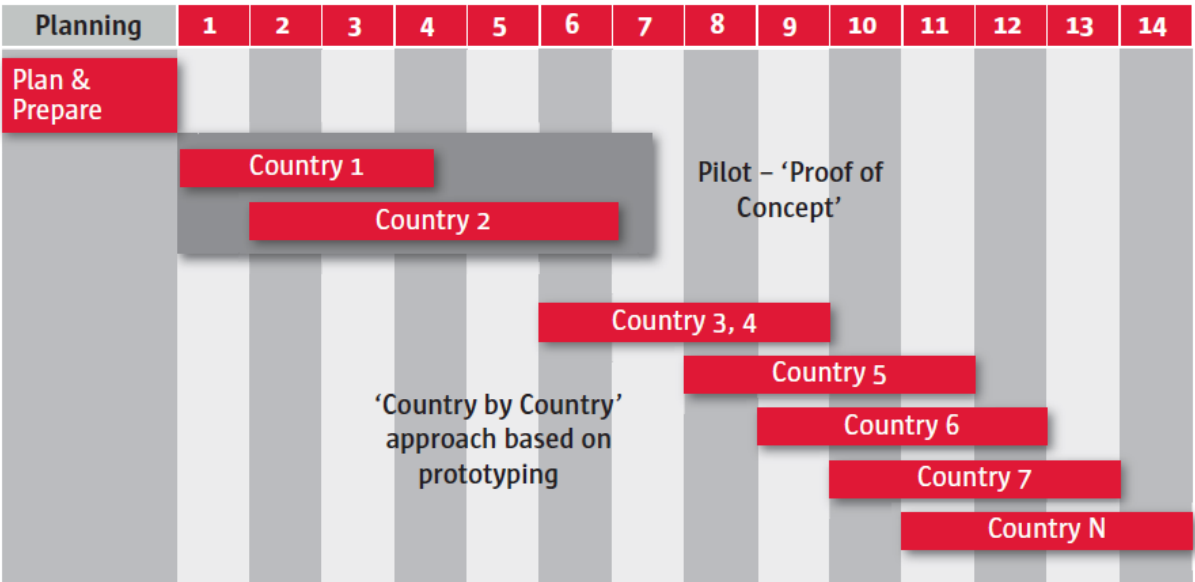 Planning 1 2 3 4 5 6 7 8 9 10 11 12 13 14
Plan &
Prepare
Country 1
Country 2
Pilot – ‘Proof of
Concept’
Country 3, 4
Country 5
‘Country by Country’
approach based on
prototyping
Country 6
Country 7
Country N